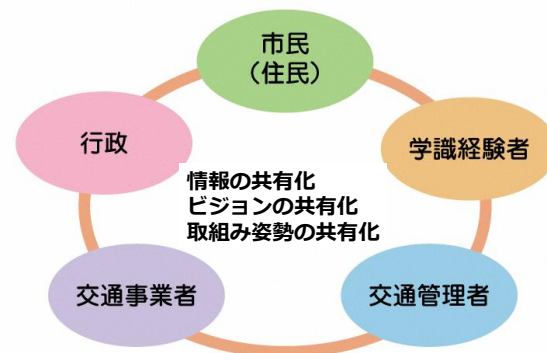 市民
（住民）
行政
学識経験者
情報の共有化
ビジョンの共有化
取組み姿勢の共有化
交通事業者
交通管理者